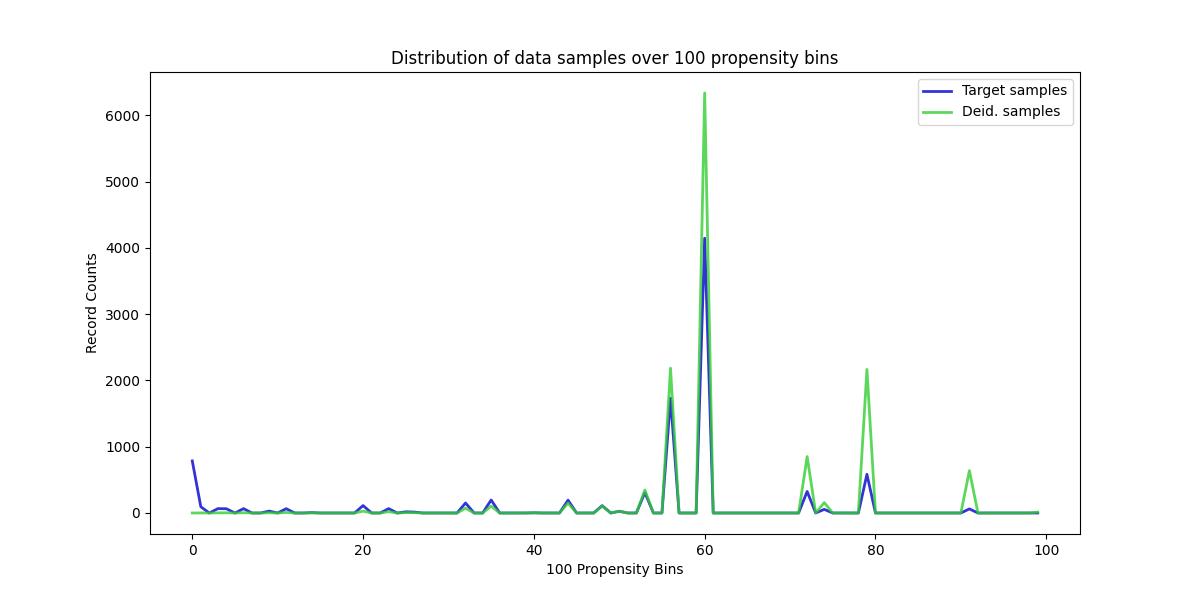 Distribution of data samples over 100 propensity bins
Target samples
Deid. samples
6000
5000
4000
3000
2000
1000
0
Record Counts
0 20 40 60 80 100
100 Propensity Bins